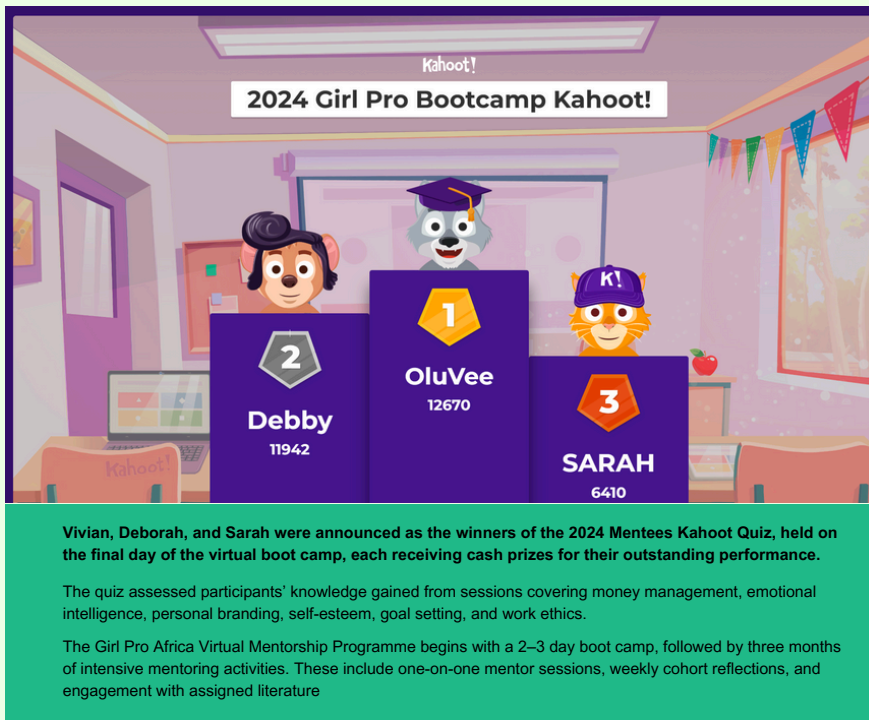 Kahoot!
2024 Girl Pro Bootcamp Kahoot!
K!
1
2
OluVee
12670
3
Debby
11942
SARAH
6410
Kahoot!
Vivian, Deborah, and Sarah were announced as the winners of the 2024 Mentees Kahoot Quiz, held on
the final day of the virtual boot camp, each receiving cash prizes for their outstanding performance.
The quiz assessed participants’ knowledge gained from sessions covering money management, emotional
intelligence, personal branding, self-esteem, goal setting, and work ethics.
The Girl Pro Africa Virtual Mentorship Programme begins with a 2–3 day boot camp, followed by three months
of intensive mentoring activities. These include one-on-one mentor sessions, weekly cohort reflections, and
engagement with assigned literature